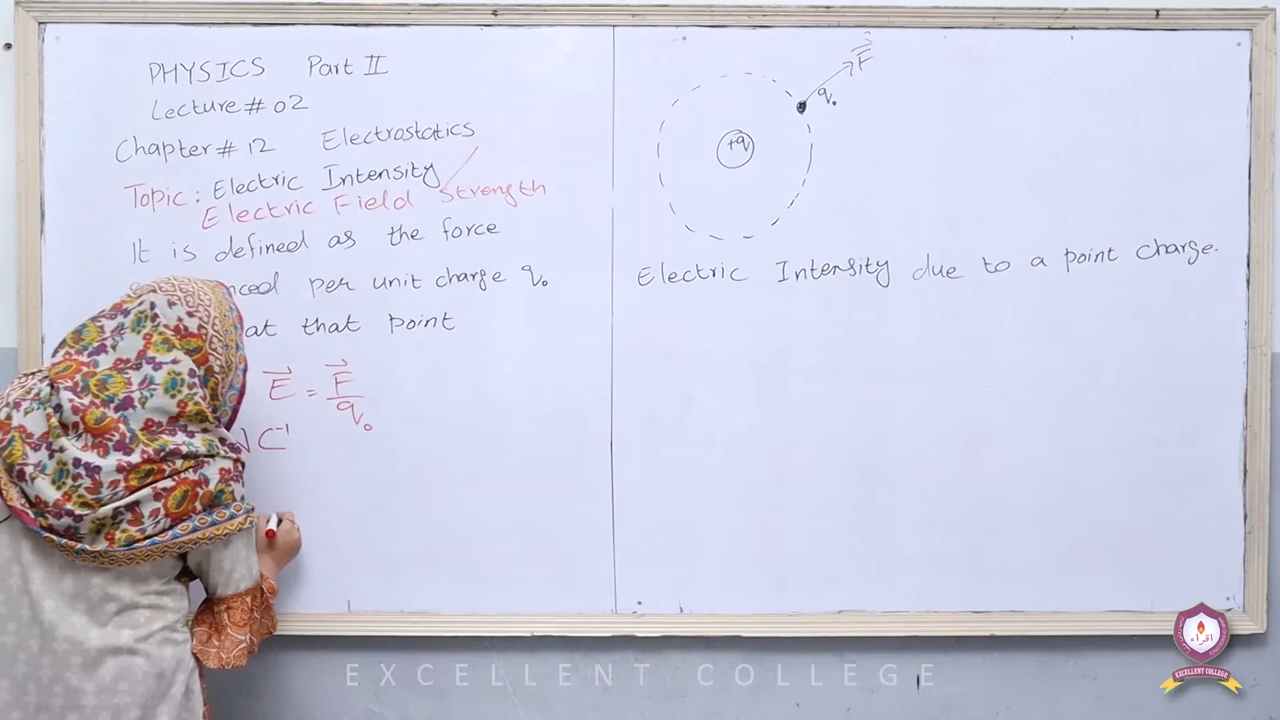 PHYSICS Part II
Lecture # 02
Chapter # 12 Electrostatics
Topic: Electric Intensity
Electric Field Strength
It is defined as the force
per unit charge q₀
at that point
E⃗ = F⃗ / q₀
C⁻¹
F⃗
q₀
+q
Electric Intensity due to a point charge.
EXCELLENT COLLEGE
اقراء
EXCELLENT COLLEGE